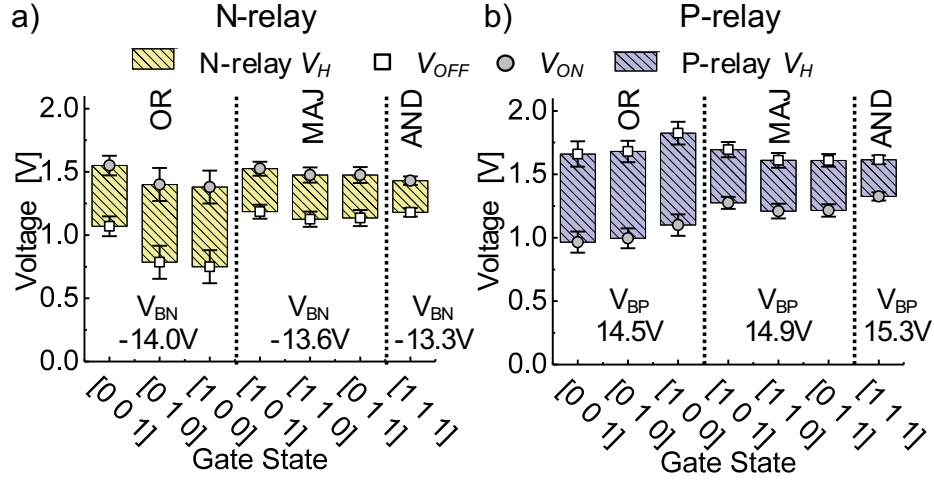 a) N-relay
b) P-relay
N-relay V_H V_OFF V_ON P-relay V_H
Voltage [V]
2.0
1.5
1.0
0.5
0.0
OR
MAJ
AND
V_BN
-14.0V
V_BN
-13.6V
V_BN
-13.3V
[0 0 1]
[0 1 0]
[1 0 0]
[1 0 1]
[1 1 0]
[0 1 1]
[1 1 1]
Gate State
Voltage [V]
2.0
1.5
1.0
0.5
0.0
OR
MAJ
AND
V_BP
14.5V
V_BP
14.9V
V_BP
15.3V
[0 0 1]
[0 1 0]
[1 0 0]
[1 0 1]
[1 1 0]
[0 1 1]
[1 1 1]
Gate State